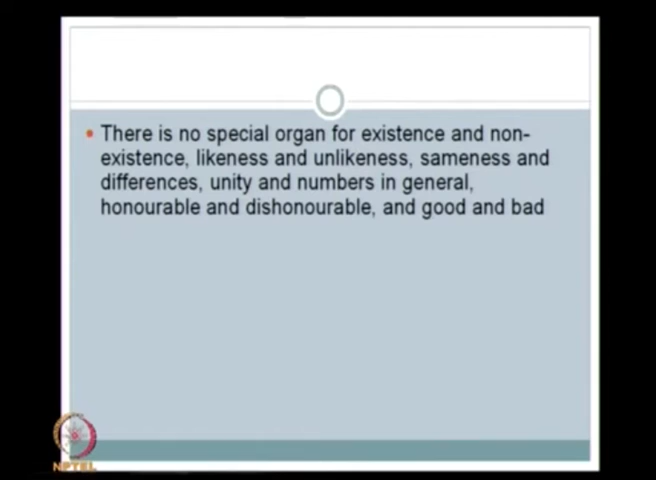 • There is no special organ for existence and non-
existence, likeness and unlikeness, sameness and
differences, unity and numbers in general,
honourable and dishonourable, and good and bad
NPTEL